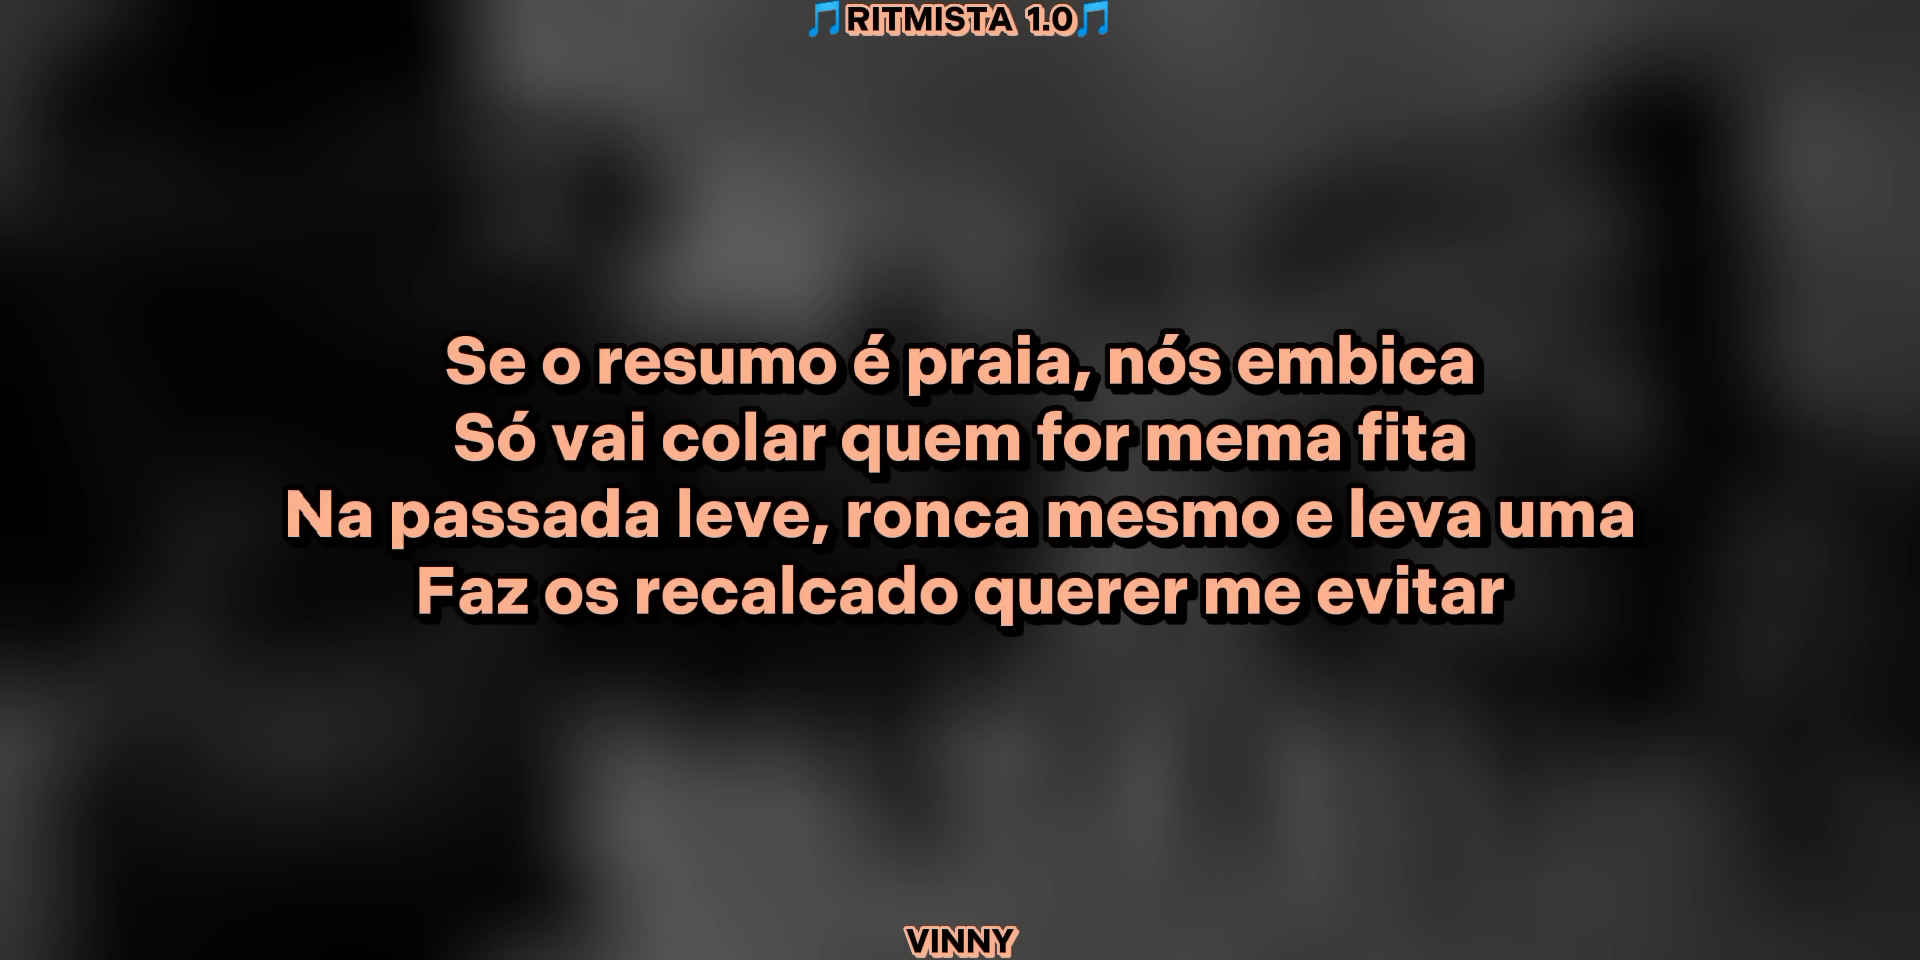 🎵RITMISTA 1.0🎵
Se o resumo é praia, nós embica
Só vai colar quem for mema fita
Na passada leve, ronca mesmo e leva uma
Faz os recalcado querer me evitar
VINNY